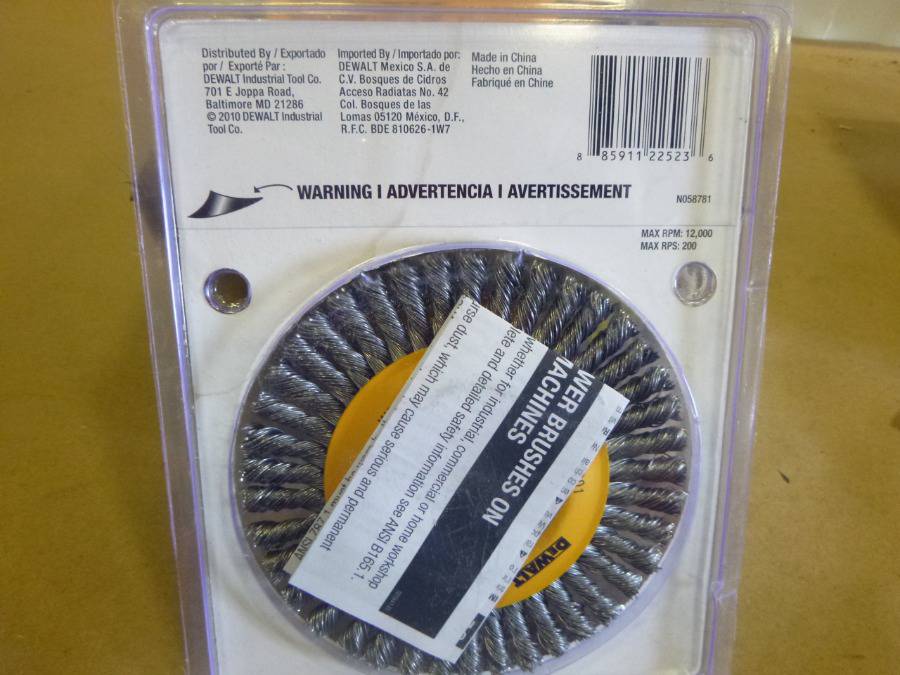 Distributed By / Exportado
por / Exporté Par :
DEWALT Industrial Tool Co.
701 E Joppa Road,
Baltimore MD 21286
© 2010 DEWALT Industrial
Tool Co.
Imported By / Importado por:
DEWALT Mexico S.A. de
C.V. Bosques de Cidros
Acceso Radiatas No. 42
Col. Bosques de las
Lomas 05120 México, D.F.,
R.F.C. BDE 810626-1W7
Made in China
Hecho en China
Fabriqué en Chine
8 85911 22523 6
WARNING I ADVERTENCIA I AVERTISSEMENT
N058781
MAX RPM: 12,000
MAX RPS: 200
WER BRUSHES ON
MACHINES
whether for industrial, commercial or home workshop
lete and detailed safety information see ANSI B165.1.
rse dust, which may cause serious and permanent
DEWALT